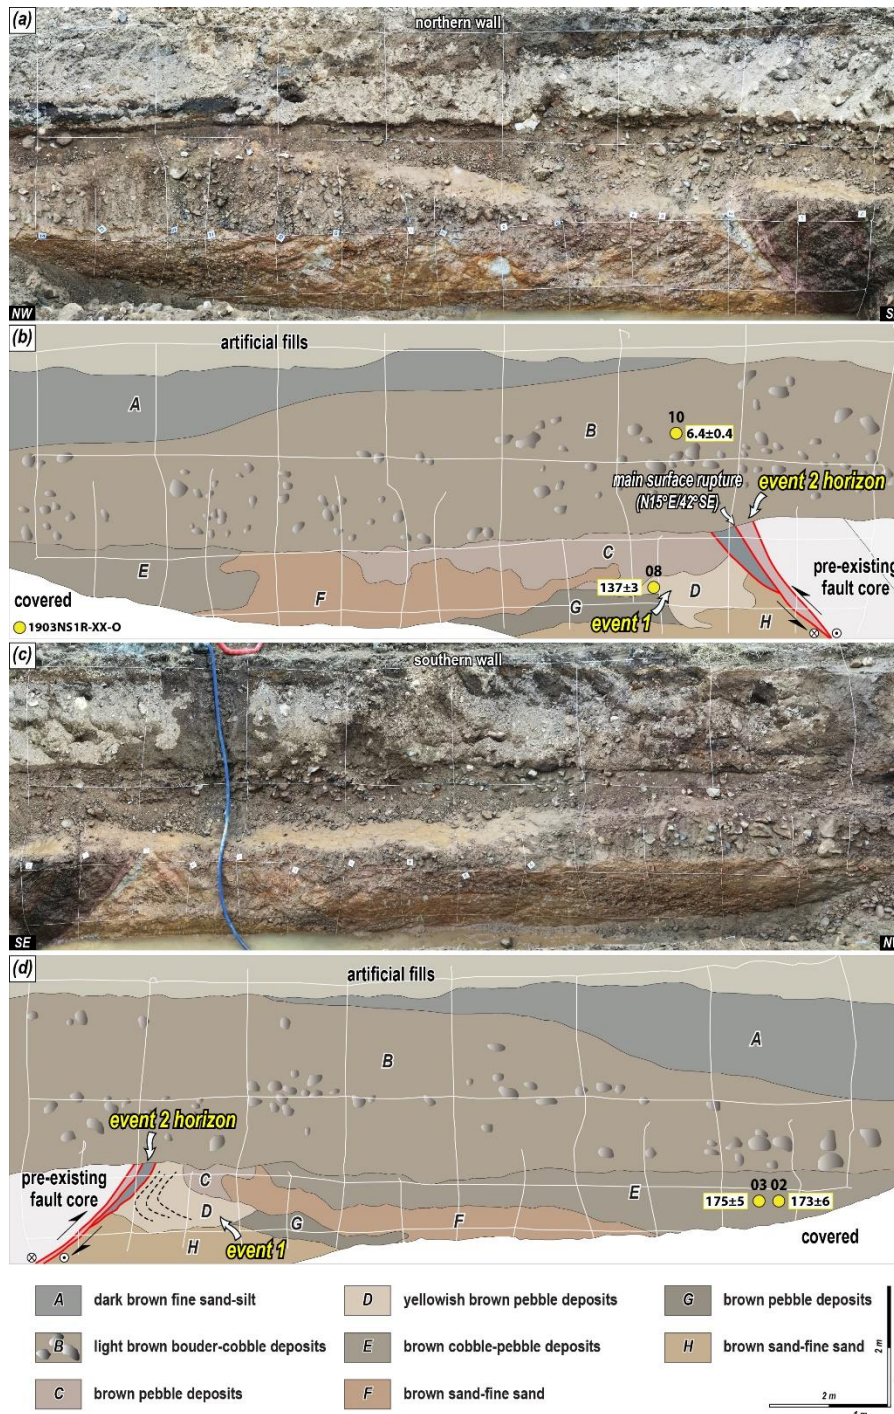 (a)
northern wall
NW
S
(b)
artificial fills
A
B
10
6.4±0.4
main surface rupture
(N15°E/42°SE)
event 2 horizon
C
E
F
08
137±3
D
G
event 1
H
pre-existing
fault core
covered
1903NS1R-XX-O
(c)
southern wall
SE
(d)
artificial fills
A
B
event 2 horizon
pre-existing
fault core
C
D
E
03 02
175±5
173±6
G
F
H
event 1
covered
A dark brown fine sand-silt
D yellowish brown pebble deposits
G brown pebble deposits
B light brown bouder-cobble deposits
E brown cobble-pebble deposits
H brown sand-fine sand
C brown pebble deposits
F brown sand-fine sand
2 m
2 m